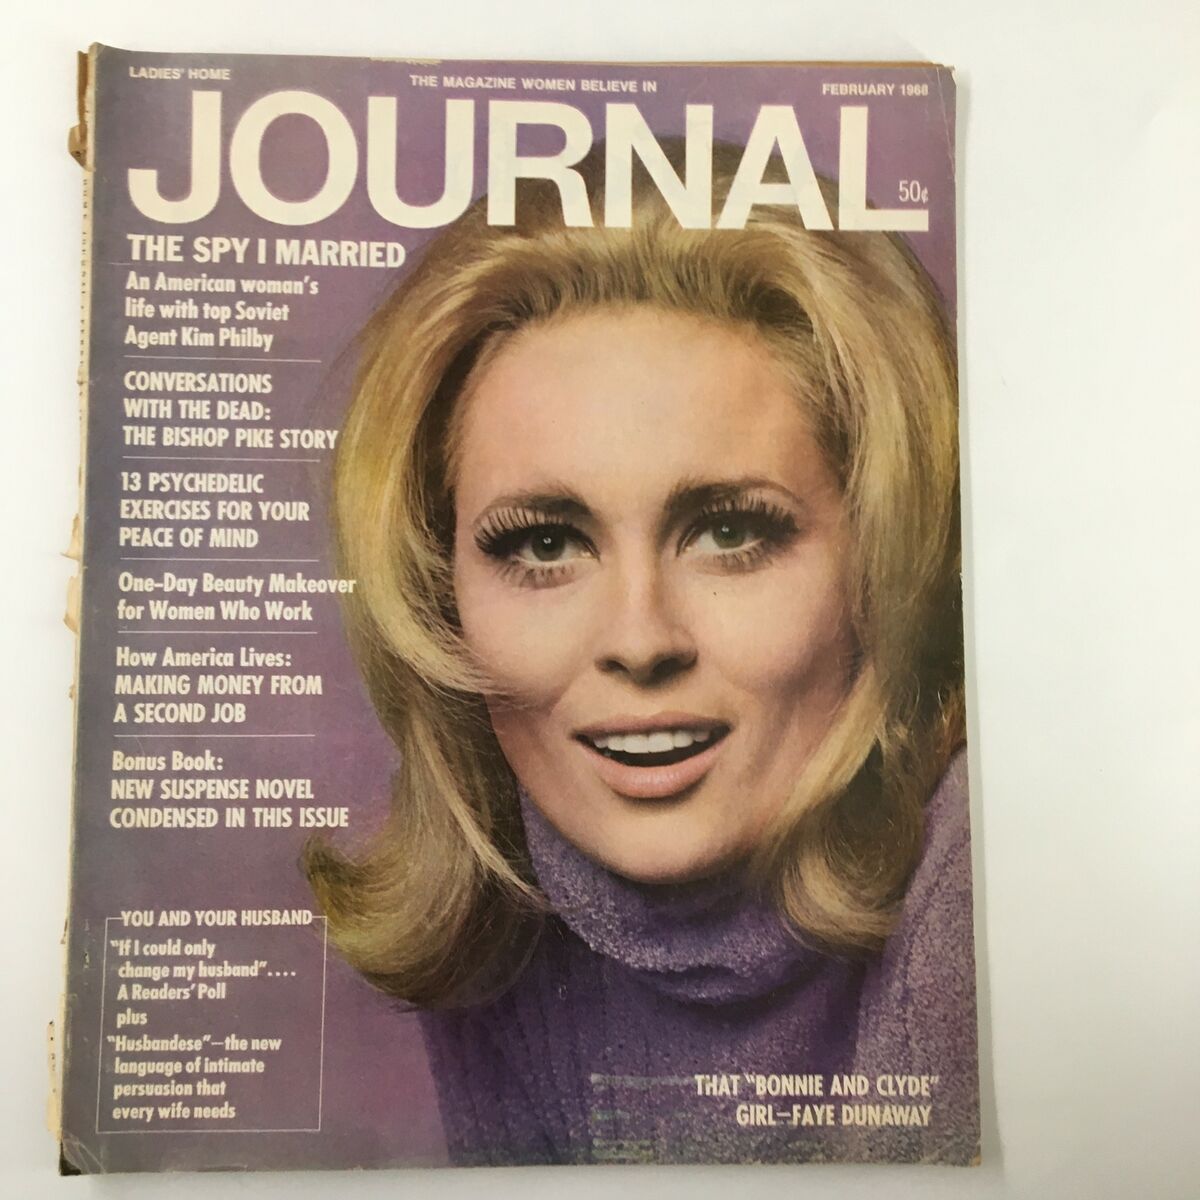 LADIES' HOME
THE MAGAZINE WOMEN BELIEVE IN
FEBRUARY 1968
JOURNAL
50¢
THE SPY I MARRIED
An American woman's
life with top Soviet
Agent Kim Philby
CONVERSATIONS
WITH THE DEAD:
THE BISHOP PIKE STORY
13 PSYCHEDELIC
EXERCISES FOR YOUR
PEACE OF MIND
One-Day Beauty Makeover
for Women Who Work
How America Lives:
MAKING MONEY FROM
A SECOND JOB
Bonus Book:
NEW SUSPENSE NOVEL
CONDENSED IN THIS ISSUE
YOU AND YOUR HUSBAND
"If I could only
change my husband"....
A Readers' Poll
plus
"Husbandese"—the new
language of intimate
persuasion that
every wife needs
THAT "BONNIE AND CLYDE"
GIRL—FAYE DUNAWAY